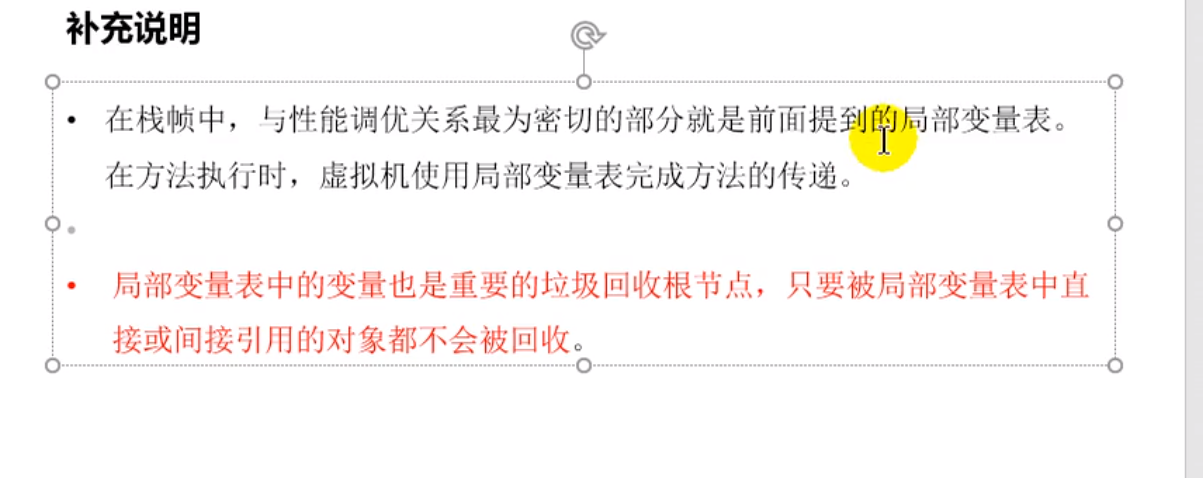 补充说明
• 在栈帧中，与性能调优关系最为密切的部分就是前面提到的局部变量表。
在方法执行时，虚拟机使用局部变量表完成方法的传递。
•
• 局部变量表中的变量也是重要的垃圾回收根节点，只要被局部变量表中直
接或间接引用的对象都不会被回收。